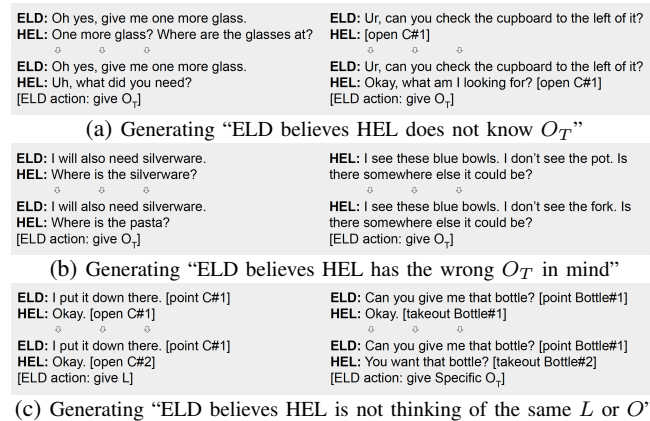 ELD: Oh yes, give me one more glass.
HEL: One more glass? Where are the glasses at?
ELD: Oh yes, give me one more glass.
HEL: Uh, what did you need?
[ELD action: give O_T]
ELD: Ur, can you check the cupboard to the left of it?
HEL: [open C#1]
ELD: Ur, can you check the cupboard to the left of it?
HEL: Okay, what am I looking for? [open C#1]
[ELD action: give O_T]
(a) Generating “ELD believes HEL does not know O_T”
ELD: I will also need silverware.
HEL: Where is the silverware?
ELD: I will also need silverware.
HEL: Where is the pasta?
[ELD action: give O_T]
HEL: I see these blue bowls. I don't see the pot. Is
there somewhere else it could be?
HEL: I see these blue bowls. I don't see the fork. Is
there somewhere else it could be?
[ELD action: give O_T]
(b) Generating “ELD believes HEL has the wrong O_T in mind”
ELD: I put it down there. [point C#1]
HEL: Okay. [open C#1]
ELD: I put it down there. [point C#1]
HEL: Okay. [open C#2]
[ELD action: give L]
ELD: Can you give me that bottle? [point Bottle#1]
HEL: Okay. [takeout Bottle#1]
ELD: Can you give me that bottle? [point Bottle#1]
HEL: You want that bottle? [takeout Bottle#2]
[ELD action: give Specific O_T]
(c) Generating “ELD believes HEL is not thinking of the same L or O’